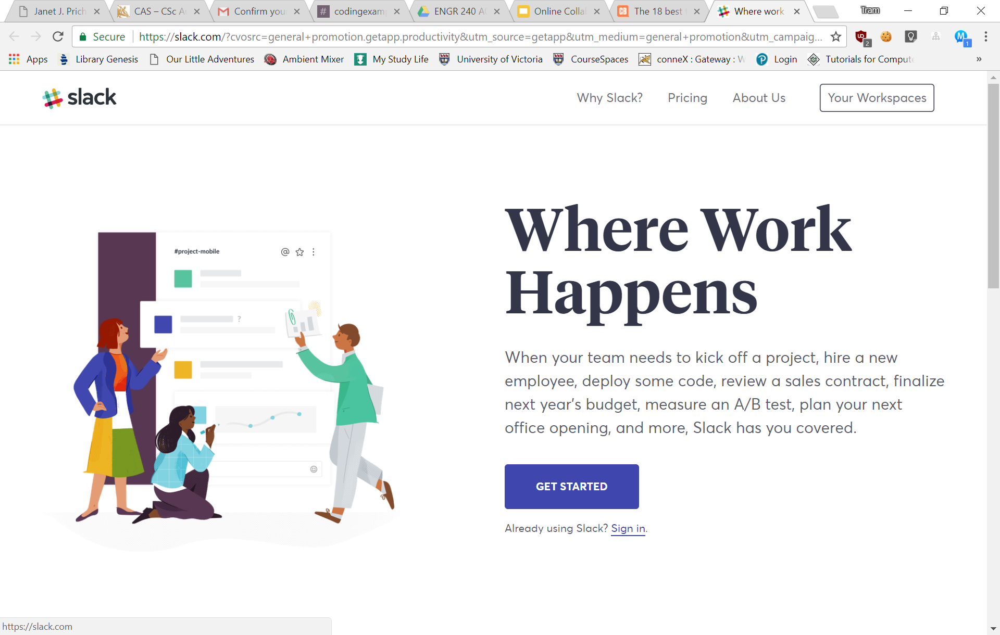 Janet J. Prich
CAS – CSc A
Confirm you
codingexam
ENGR 240 A
Online Colla
The 18 best
Where work
Tram
Secure
https://slack.com/?cvosrc=general+promotion.getapp.productivity&utm_source=getapp&utm_medium=general+promotion&utm_campaig...
2
1
Apps
Library Genesis
Our Little Adventures
Ambient Mixer
My Study Life
University of Victoria
CourseSpaces
conneX : Gateway : W
Login
Tutorials for Compute
»
slack
Why Slack?
Pricing
About Us
Your Workspaces
#project-mobile
@
?
Where Work
Happens
When your team needs to kick off a project, hire a new
employee, deploy some code, review a sales contract, finalize
next year's budget, measure an A/B test, plan your next
office opening, and more, Slack has you covered.
GET STARTED
Already using Slack? Sign in.
https://slack.com